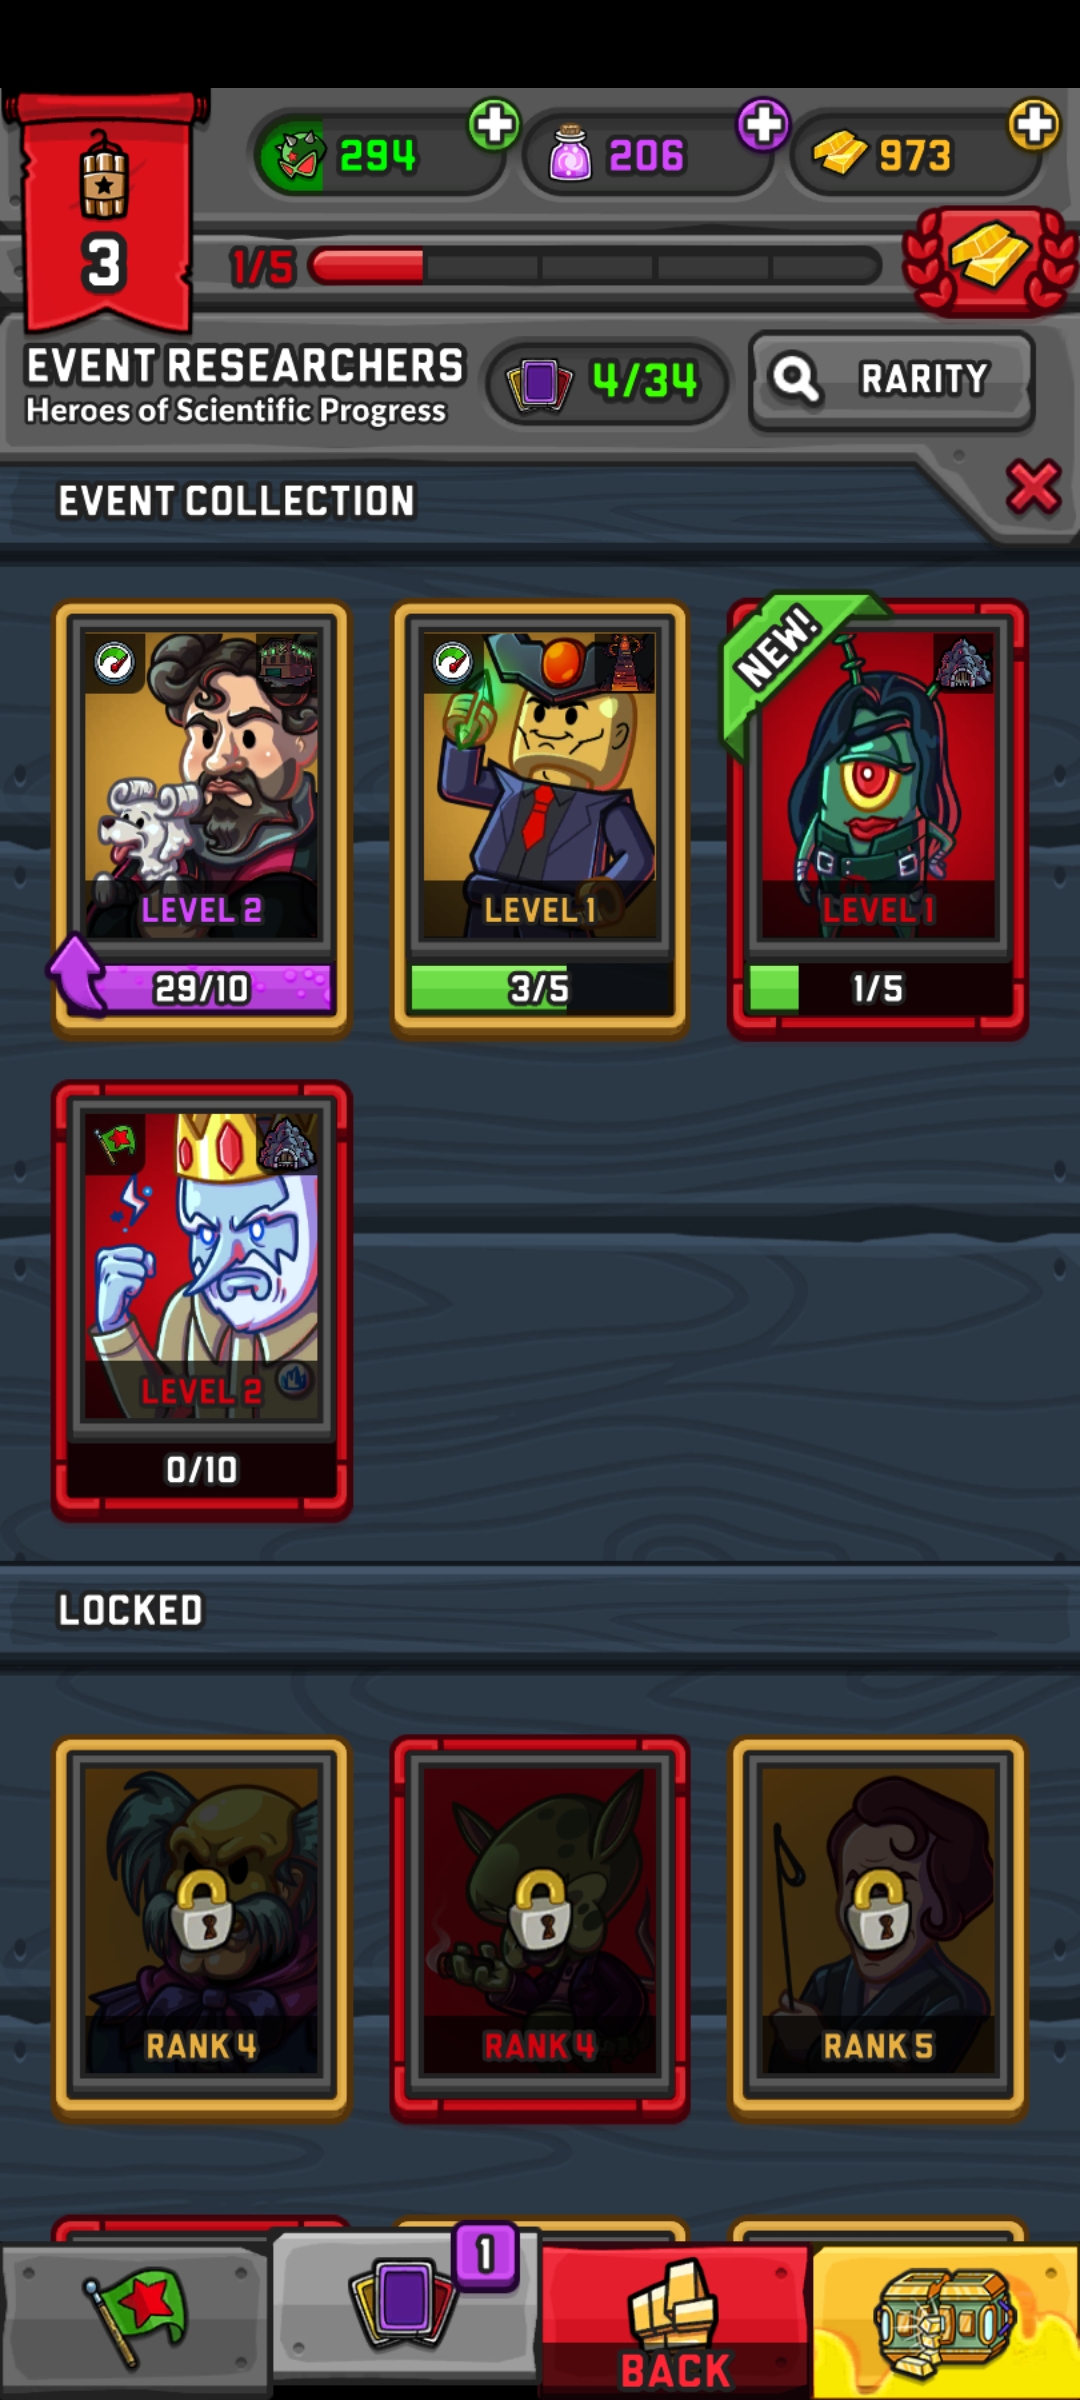 294
206
973
3
1/5
EVENT RESEARCHERS
Heroes of Scientific Progress
4/34
RARITY
EVENT COLLECTION
NEW!
LEVEL 2
LEVEL 1
LEVEL 1
29/10
3/5
1/5
LEVEL 2
0/10
LOCKED
RANK 4
RANK 4
RANK 5
1
BACK